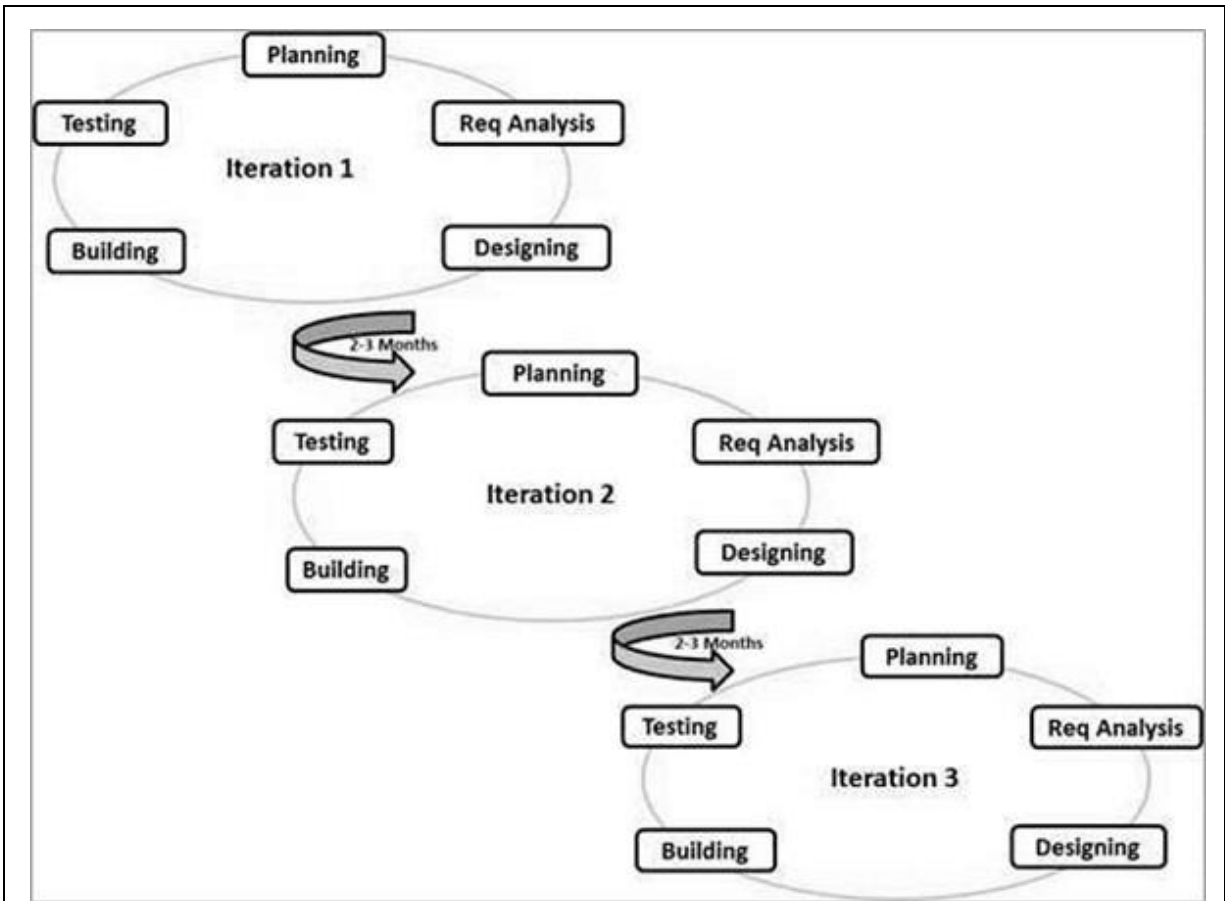 Planning
Testing
Req Analysis
Iteration 1
Building
Designing
2-3 Months
Planning
Testing
Req Analysis
Iteration 2
Building
Designing
2-3 Months
Planning
Testing
Req Analysis
Iteration 3
Building
Designing